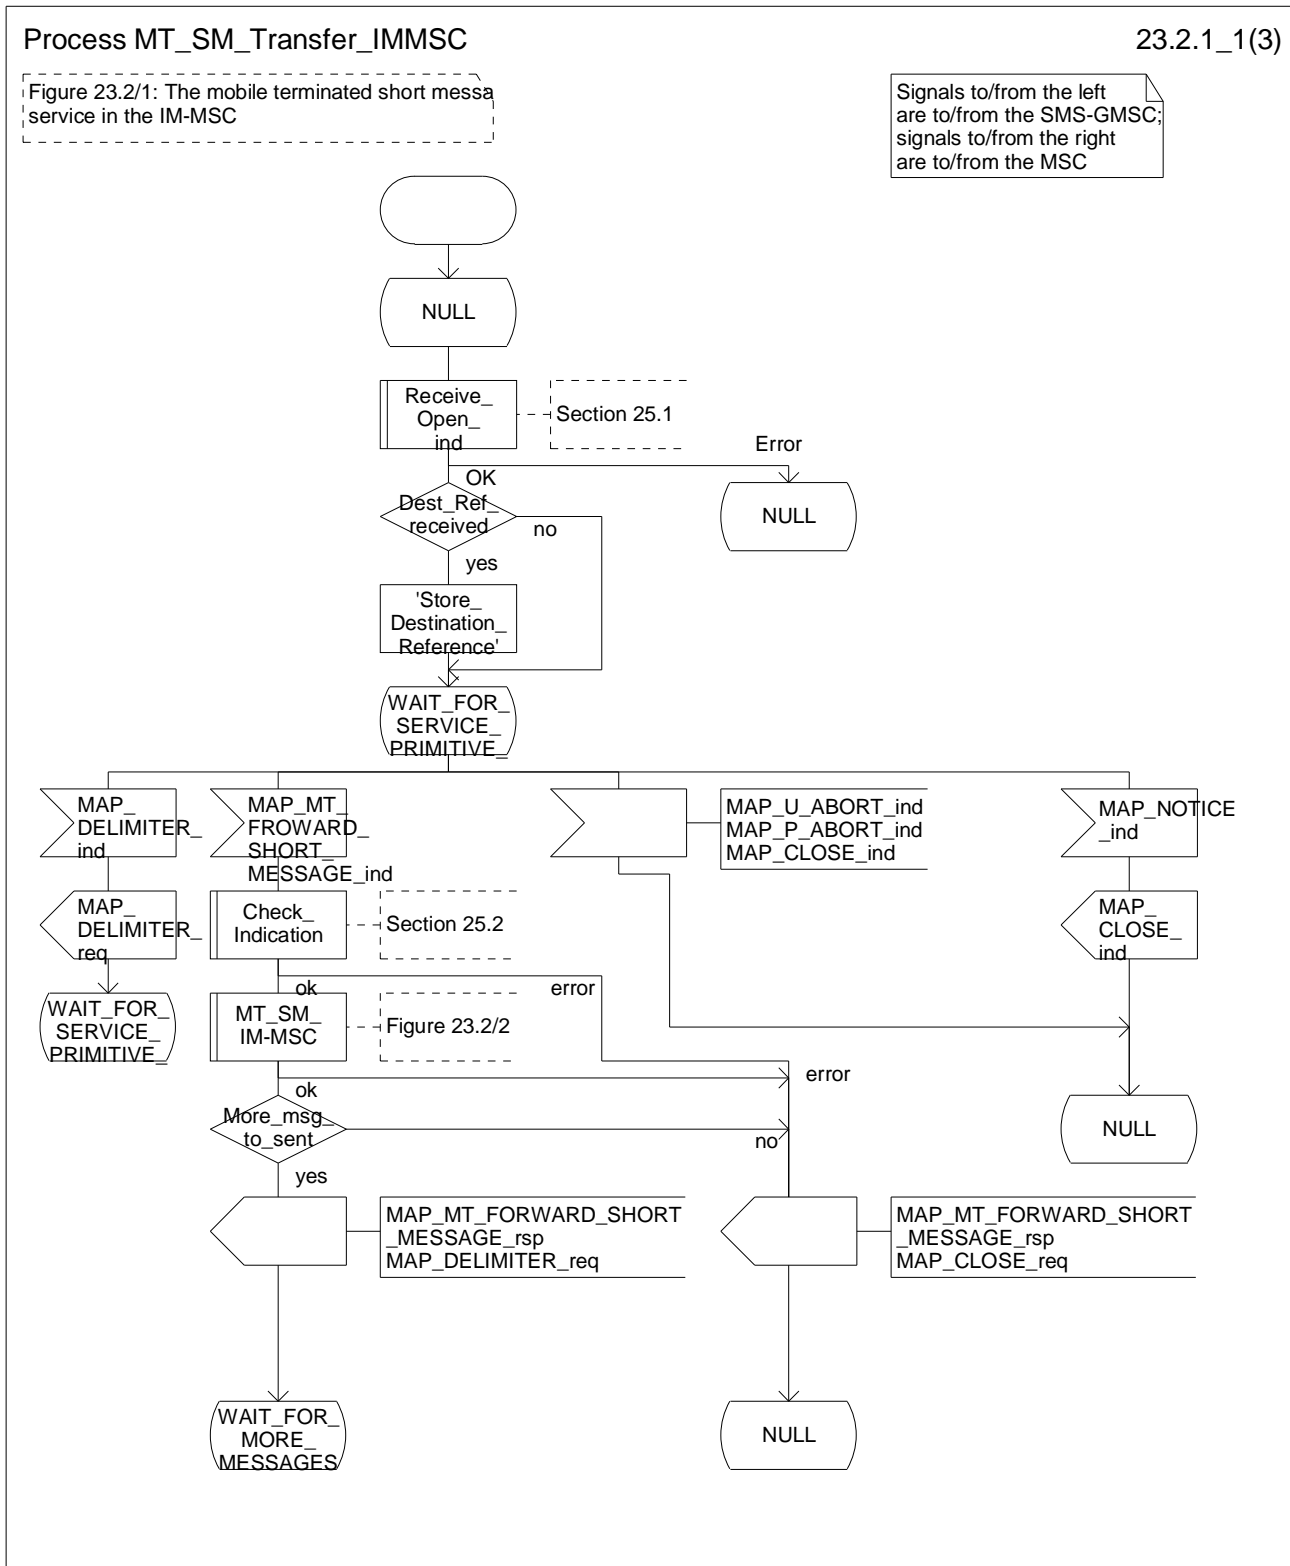 Process MT_SM_Transfer_IMMSC
23.2.1_1(3)
Figure 23.2/1: The mobile terminated short messa
service in the IM-MSC
Signals to/from the left
are to/from the SMS-GMSC;
signals to/from the right
are to/from the MSC
NULL
Receive_
Open_
ind
Section 25.1
Error
OK
NULL
Dest_Ref_
received
no
yes
'Store_
Destination_
Reference'
WAIT_FOR_
SERVICE_
PRIMITIVE_
MAP_
DELIMITER_
ind
MAP_MT_
FROWARD_
SHORT_
MESSAGE_ind
MAP_U_ABORT_ind
MAP_P_ABORT_ind
MAP_CLOSE_ind
MAP_NOTICE
_ind
MAP_
DELIMITER_
req
Check_
Indication
Section 25.2
MAP_
CLOSE_
ind
ok
error
WAIT_FOR_
SERVICE_
PRIMITIVE_
MT_SM_
IM-MSC
Figure 23.2/2
error
ok
More_msg_
to_sent
no
NULL
yes
MAP_MT_FORWARD_SHORT
_MESSAGE_rsp
MAP_DELIMITER_req
MAP_MT_FORWARD_SHORT
_MESSAGE_rsp
MAP_CLOSE_req
WAIT_FOR_
MORE_
MESSAGES
NULL